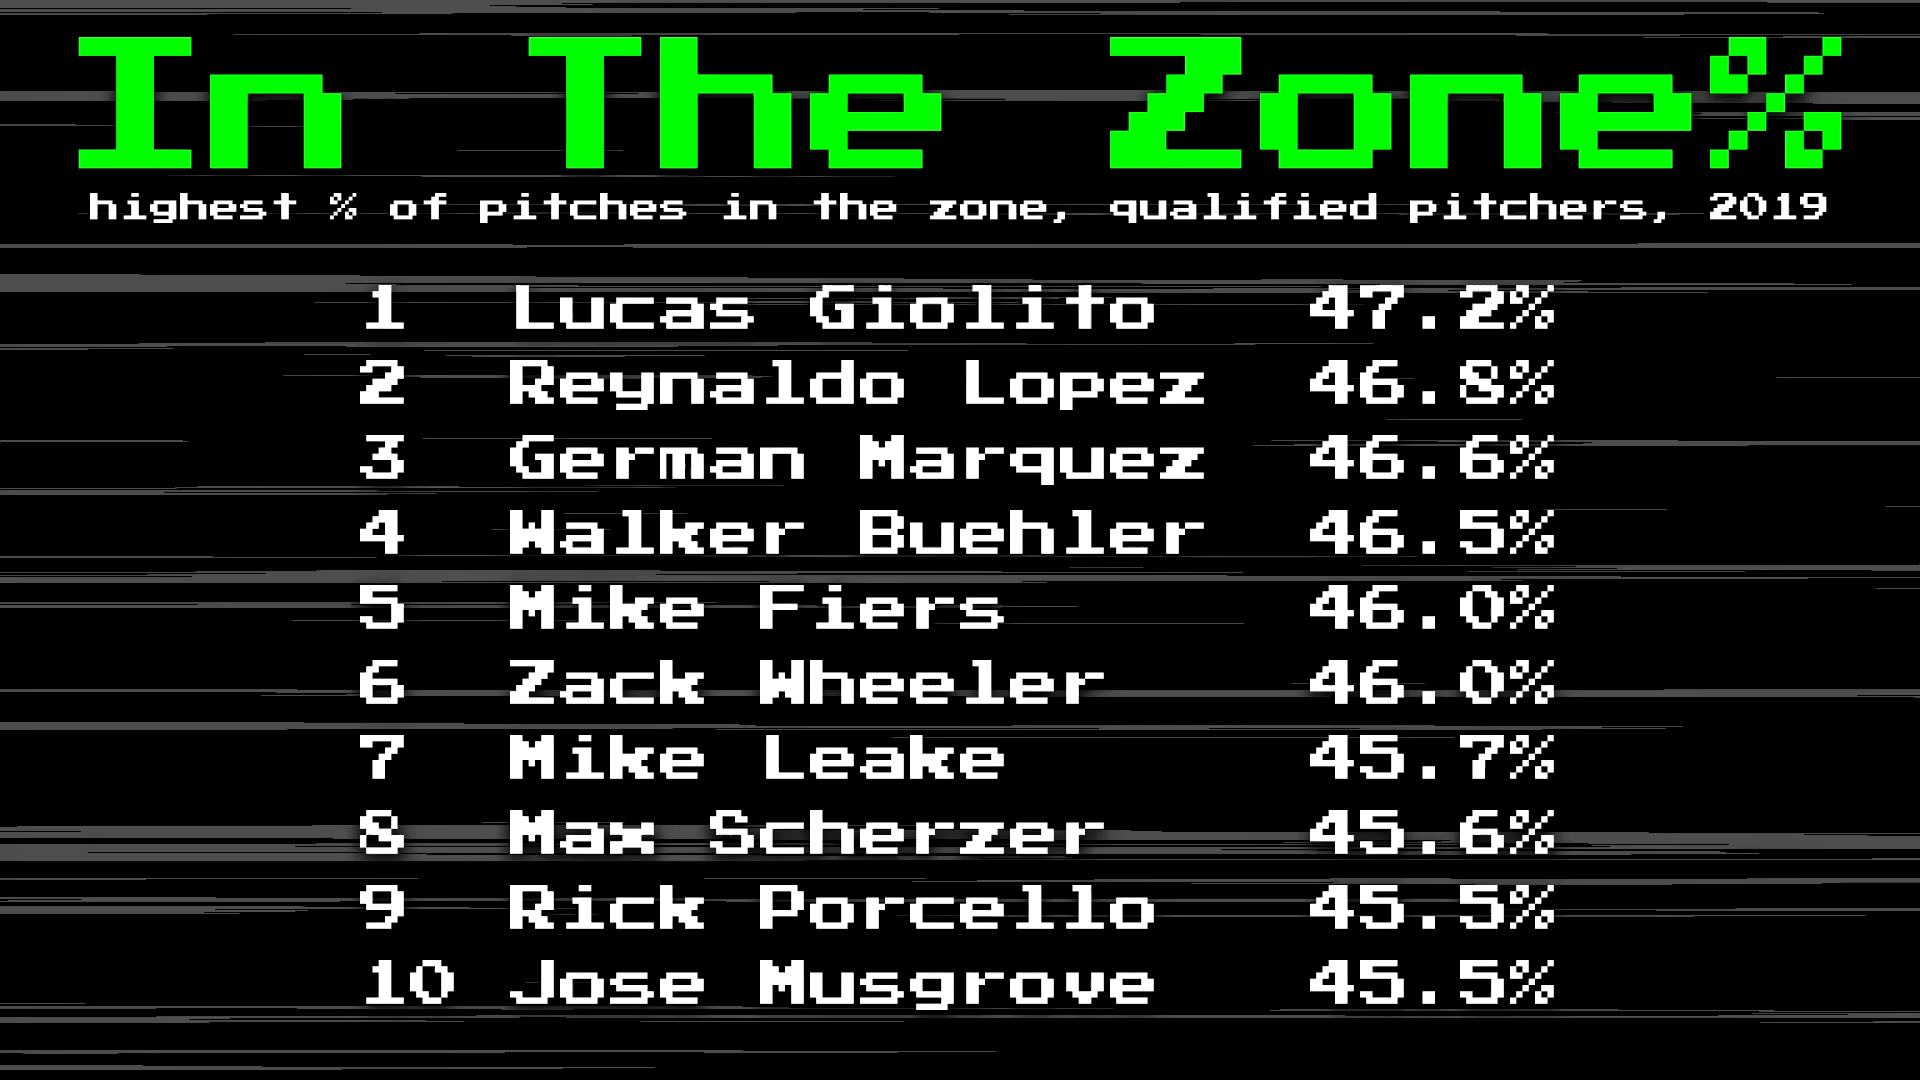 In The Zone%
highest % of pitches in the zone, qualified pitchers, 2019
1 Lucas Giolito 47.2%
2 Reynaldo Lopez 46.8%
3 German Marquez 46.6%
4 Walker Buehler 46.5%
5 Mike Fiers 46.0%
6 Zack Wheeler 46.0%
7 Mike Leake 45.7%
8 Max Scherzer 45.6%
9 Rick Porcello 45.5%
10 Jose Musgrove 45.5%